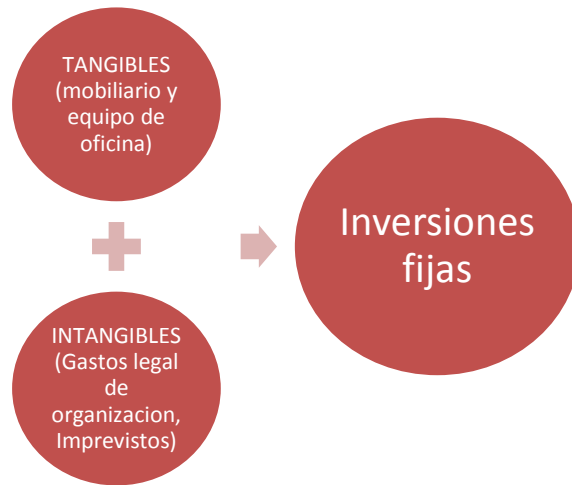 TANGIBLES
(mobiliario y
equipo de
oficina)
INTANGIBLES
(Gastos legal
de
organizacion,
Imprevistos)
Inversiones
fijas